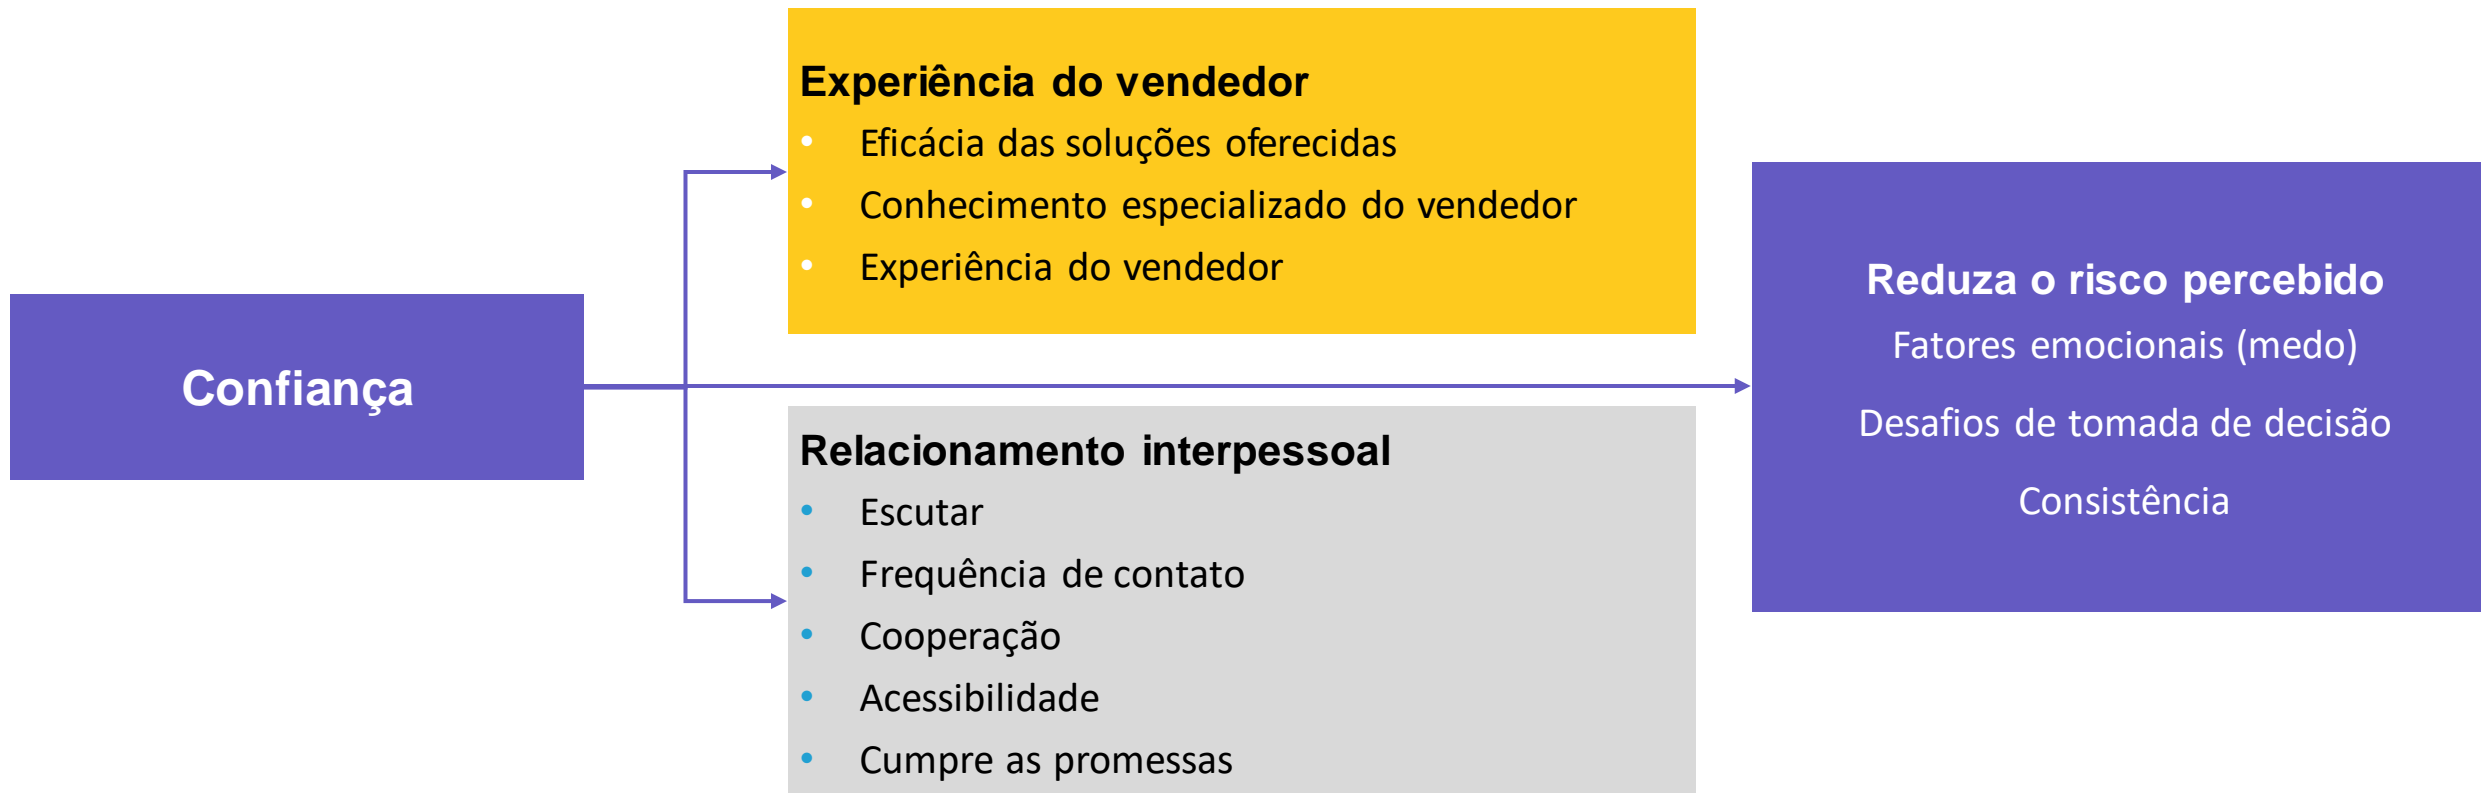 Confiança
Experiência do vendedor
• Eficácia das soluções oferecidas
• Conhecimento especializado do vendedor
• Experiência do vendedor
Relacionamento interpessoal
• Escutar
• Frequência de contato
• Cooperação
• Acessibilidade
• Cumpre as promessas
Reduza o risco percebido
Fatores emocionais (medo)
Desafios de tomada de decisão
Consistência